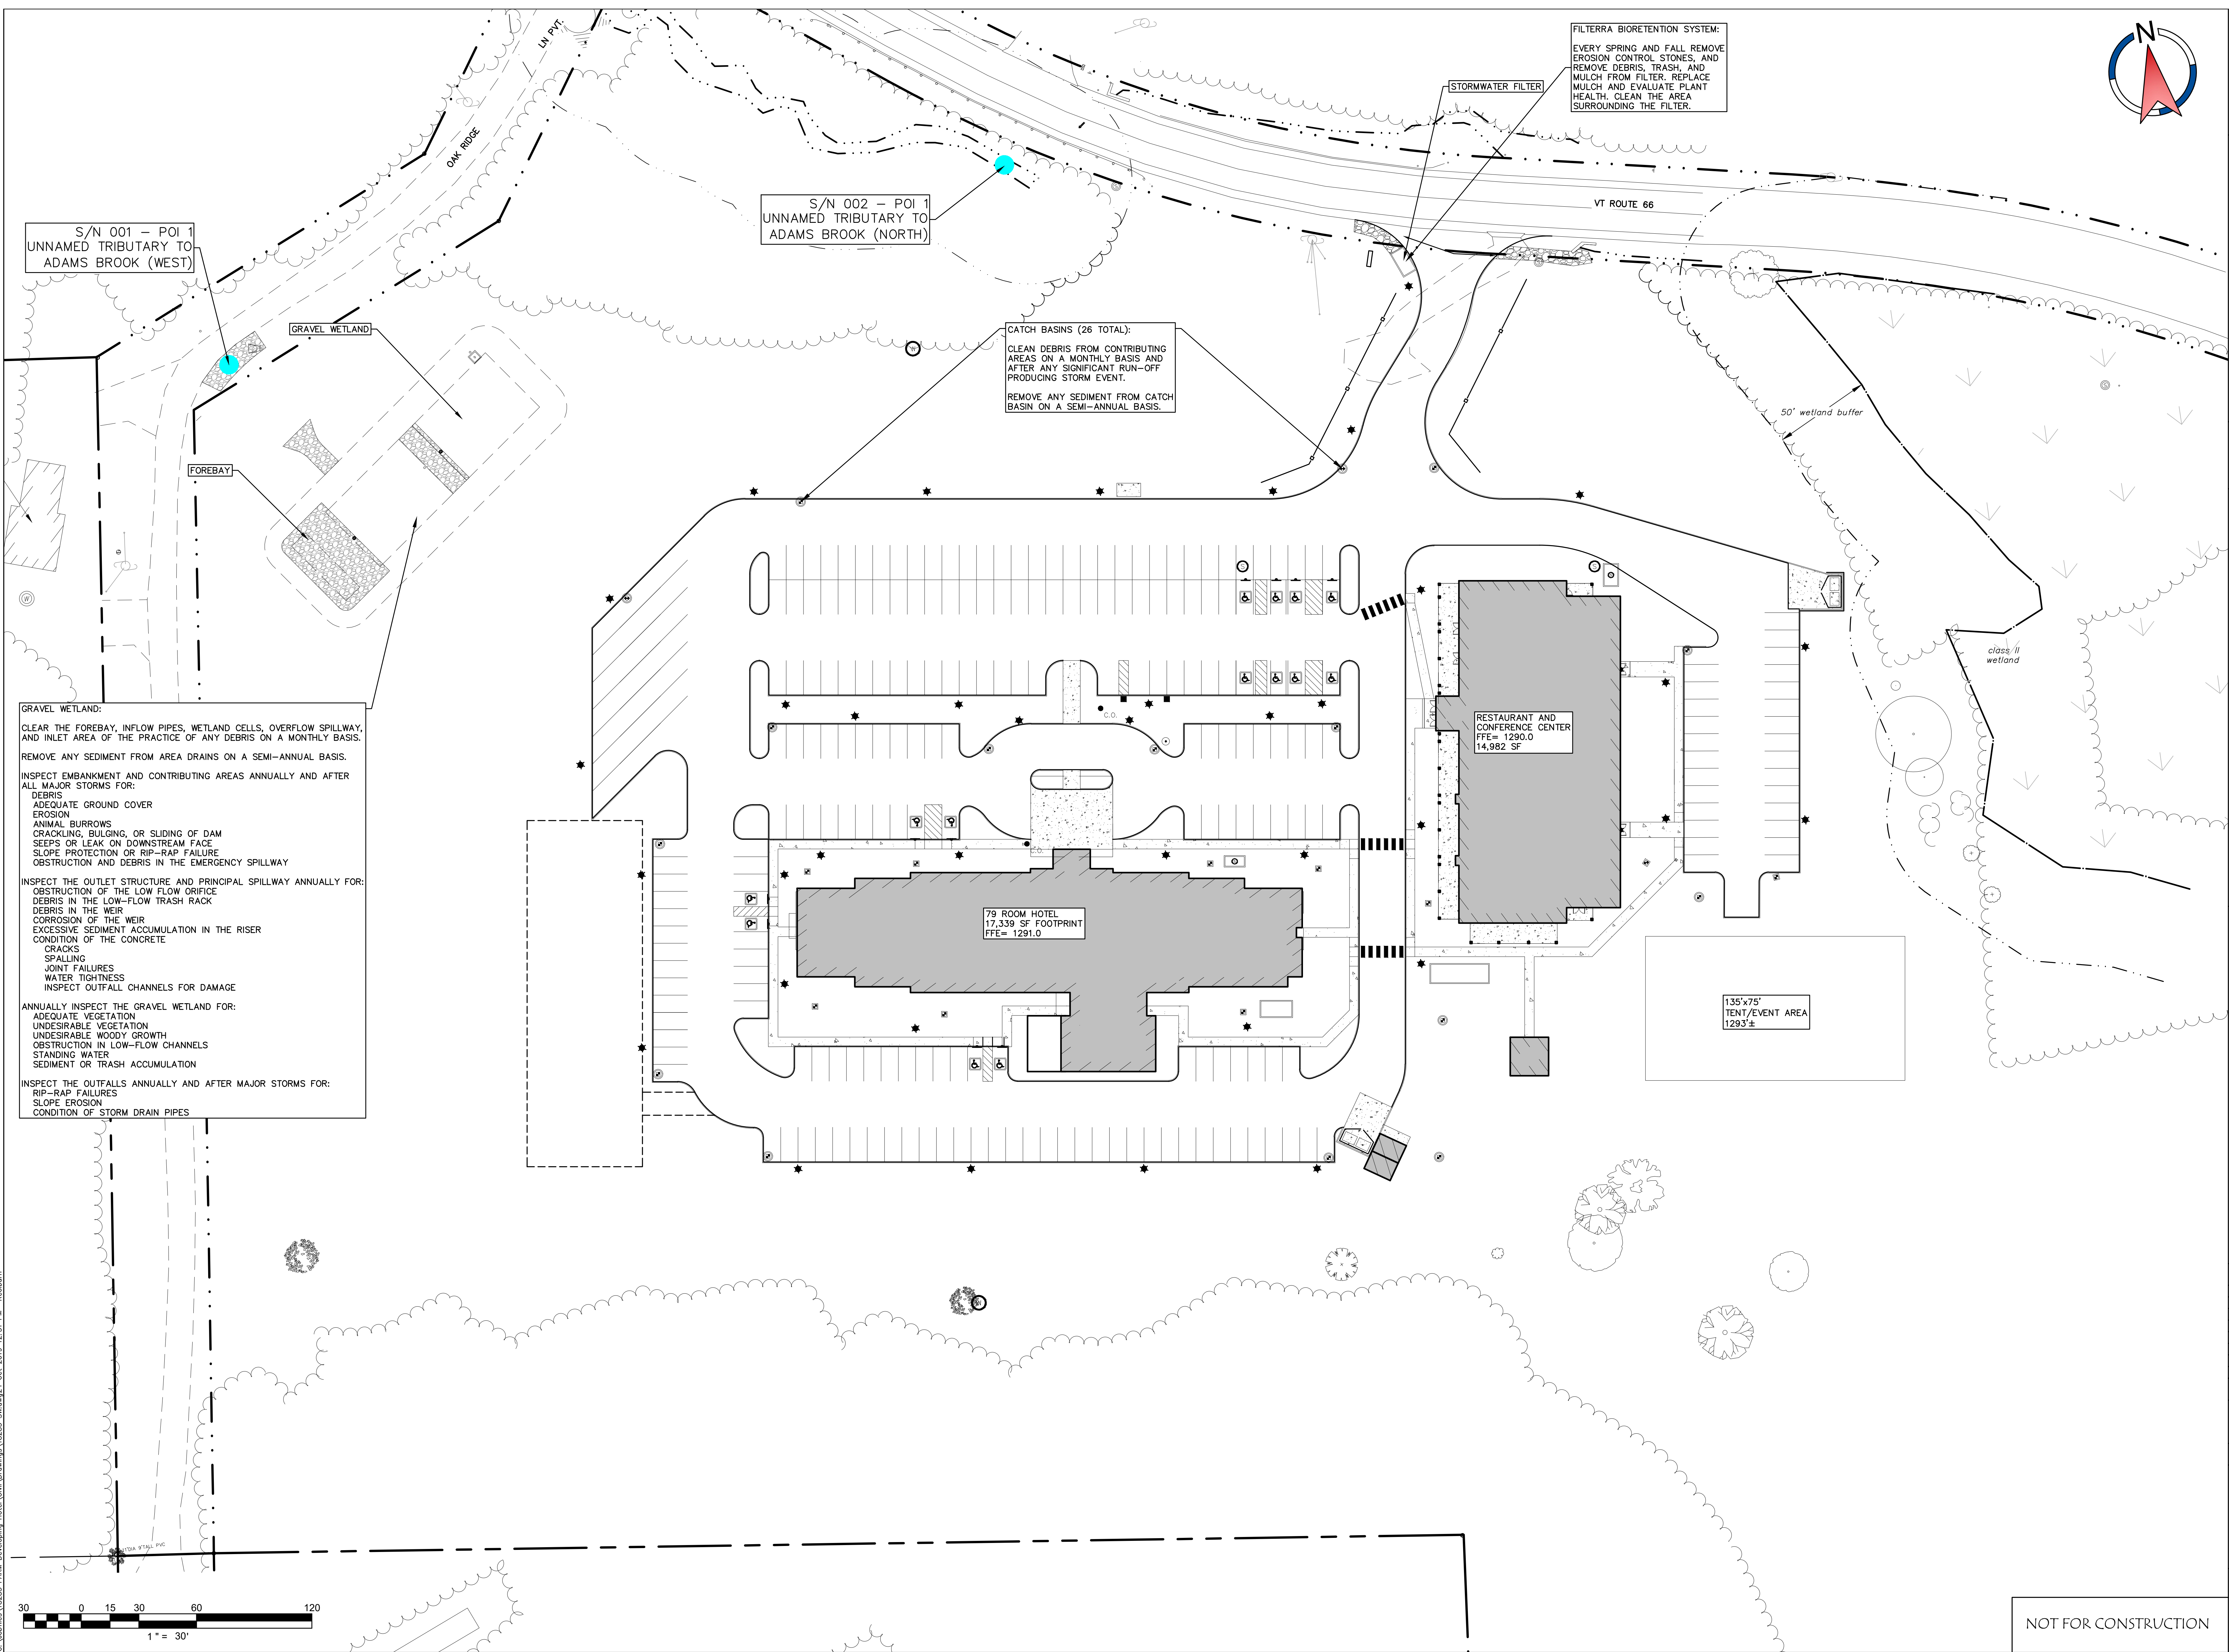 LN PVT.
OAK RIDGE
FILTERRA BIORETENTION SYSTEM:
EVERY SPRING AND FALL REMOVE
EROSION CONTROL STONES, AND
REMOVE DEBRIS, TRASH, AND
MULCH FROM FILTER. REPLACE
MULCH AND EVALUATE PLANT
HEALTH. CLEAN THE AREA
SURROUNDING THE FILTER.
N
STORMWATER FILTER
VT ROUTE 66
S/N 002 – POI 1
UNNAMED TRIBUTARY TO
ADAMS BROOK (NORTH)
S/N 001 – POI 1
UNNAMED TRIBUTARY TO
ADAMS BROOK (WEST)
GRAVEL WETLAND
CATCH BASINS (26 TOTAL):
CLEAN DEBRIS FROM CONTRIBUTING
AREAS ON A MONTHLY BASIS AND
AFTER ANY SIGNIFICANT RUN–OFF
PRODUCING STORM EVENT.
REMOVE ANY SEDIMENT FROM CATCH
BASIN ON A SEMI–ANNUAL BASIS.
50' wetland buffer
FOREBAY
S
S
W
class II
wetland
GRAVEL WETLAND:
CLEAR THE FOREBAY, INFLOW PIPES, WETLAND CELLS, OVERFLOW SPILLWAY,
AND INLET AREA OF THE PRACTICE OF ANY DEBRIS ON A MONTHLY BASIS.
REMOVE ANY SEDIMENT FROM AREA DRAINS ON A SEMI–ANNUAL BASIS.
INSPECT EMBANKMENT AND CONTRIBUTING AREAS ANNUALLY AND AFTER
ALL MAJOR STORMS FOR:
DEBRIS
ADEQUATE GROUND COVER
EROSION
ANIMAL BURROWS
CRACKLING, BULGING, OR SLIDING OF DAM
SEEPS OR LEAK ON DOWNSTREAM FACE
SLOPE PROTECTION OR RIP–RAP FAILURE
OBSTRUCTION AND DEBRIS IN THE EMERGENCY SPILLWAY
INSPECT THE OUTLET STRUCTURE AND PRINCIPAL SPILLWAY ANNUALLY FOR:
OBSTRUCTION OF THE LOW FLOW ORIFICE
DEBRIS IN THE LOW–FLOW TRASH RACK
DEBRIS IN THE WEIR
CORROSION OF THE WEIR
EXCESSIVE SEDIMENT ACCUMULATION IN THE RISER
CONDITION OF THE CONCRETE
CRACKS
SPALLING
JOINT FAILURES
WATER TIGHTNESS
INSPECT OUTFALL CHANNELS FOR DAMAGE
ANNUALLY INSPECT THE GRAVEL WETLAND FOR:
ADEQUATE VEGETATION
UNDESIRABLE VEGETATION
UNDESIRABLE WOODY GROWTH
OBSTRUCTION IN LOW–FLOW CHANNELS
STANDING WATER
SEDIMENT OR TRASH ACCUMULATION
INSPECT THE OUTFALLS ANNUALLY AND AFTER MAJOR STORMS FOR:
RIP–RAP FAILURES
SLOPE EROSION
CONDITION OF STORM DRAIN PIPES
C.O.
RESTAURANT AND
CONFERENCE CENTER
FFE= 1290.0
14,982 SF
C.O.
79 ROOM HOTEL
17,339 SF FOOTPRINT
FFE= 1291.0
135'x75'
TENT/EVENT AREA
1293'±
30 0 15 30 60 120
1 " = 30'
NOT FOR CONSTRUCTION